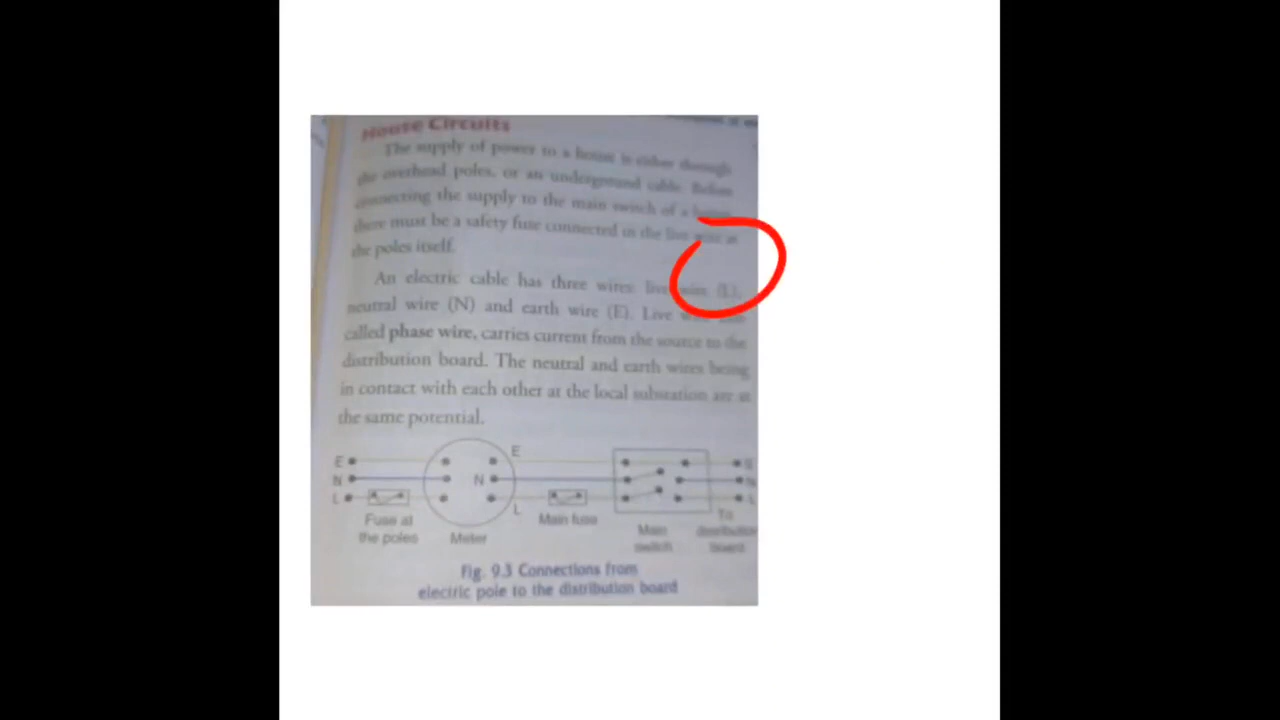 House Circuits
The supply of power to a house is either through
the overhead poles, or an underground cable. Before
connecting the supply to the main switch of a house,
there must be a safety fuse connected in the live wire at
the poles itself.
An electric cable has three wires: live wire (L),
neutral wire (N) and earth wire (E). Live wire also
called phase wire, carries current from the source to the
distribution board. The neutral and earth wires being
in contact with each other at the local substation are at
the same potential.
E E E
N N N
L L L
Fuse at
the poles
Meter
Main fuse
Main
switch
To
distribution
board
Fig. 9.3 Connections from
electric pole to the distribution board